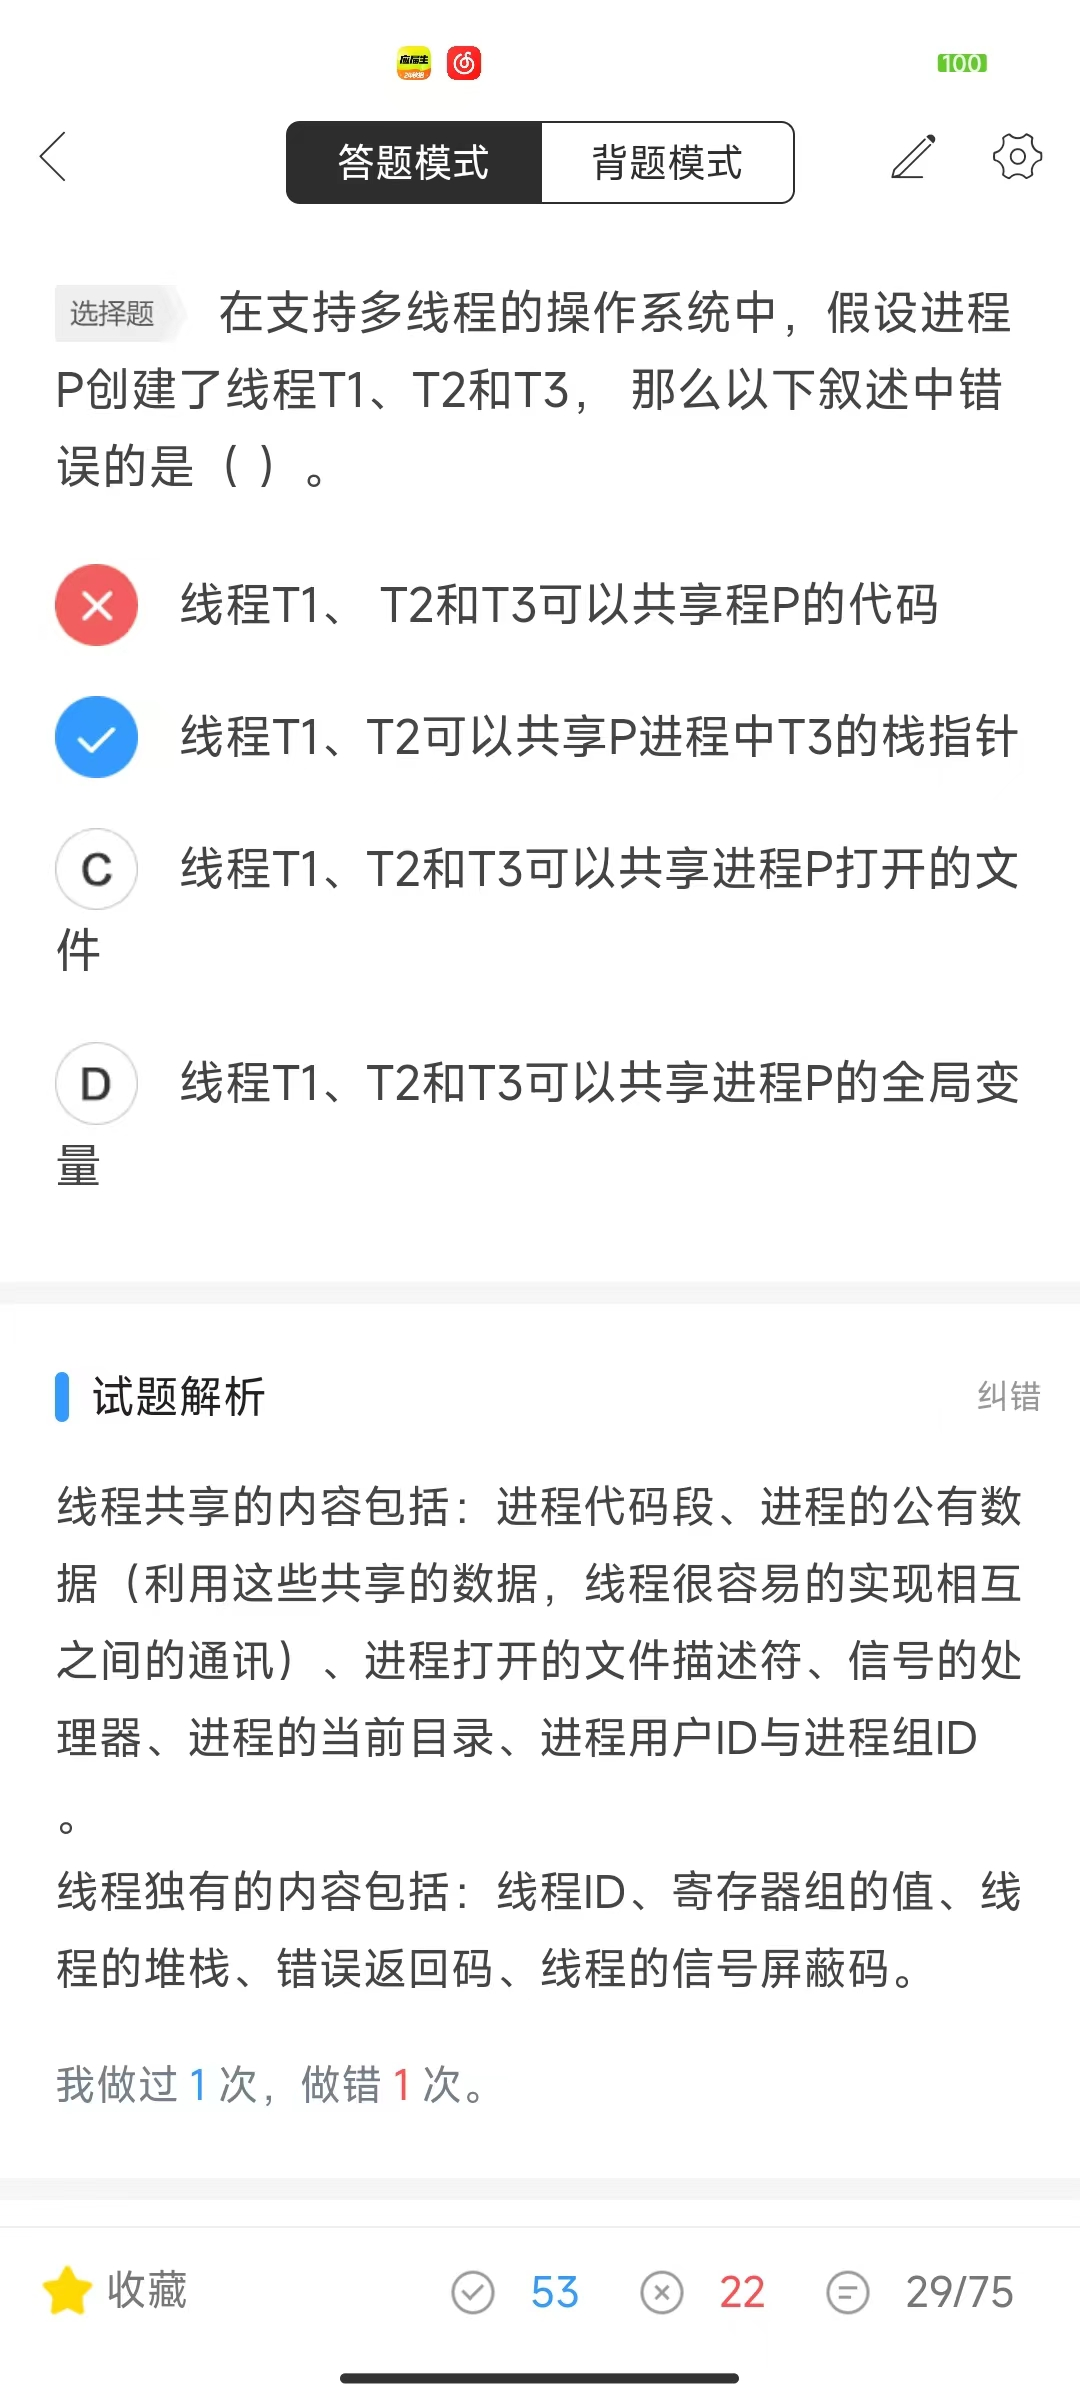 应届生
100
答题模式 背题模式
选择题 在支持多线程的操作系统中，假设进程
P创建了线程T1、T2和T3， 那么以下叙述中错
误的是（ ）。
线程T1、 T2和T3可以共享程P的代码
线程T1、T2可以共享P进程中T3的栈指针
C 线程T1、T2和T3可以共享进程P打开的文
件
D 线程T1、T2和T3可以共享进程P的全局变
量
试题解析 纠错
线程共享的内容包括：进程代码段、进程的公有数
据（利用这些共享的数据，线程很容易的实现相互
之间的通讯）、进程打开的文件描述符、信号的处
理器、进程的当前目录、进程用户ID与进程组ID
。
线程独有的内容包括：线程ID、寄存器组的值、线
程的堆栈、错误返回码、线程的信号屏蔽码。
我做过 1 次，做错 1 次。
收藏 53 22 29/75